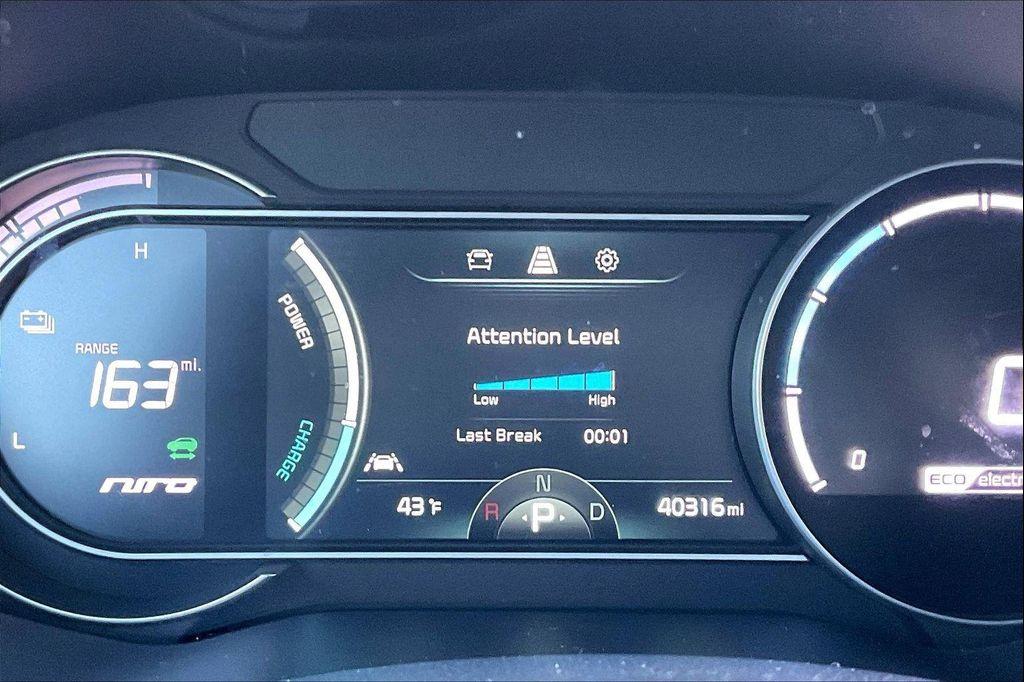 H
RANGE
163 mi.
L
niro
POWER
CHARGE
Attention Level
Low High
Last Break 00:01
43°F
N
R P D
40316 mi
0
ECO electr